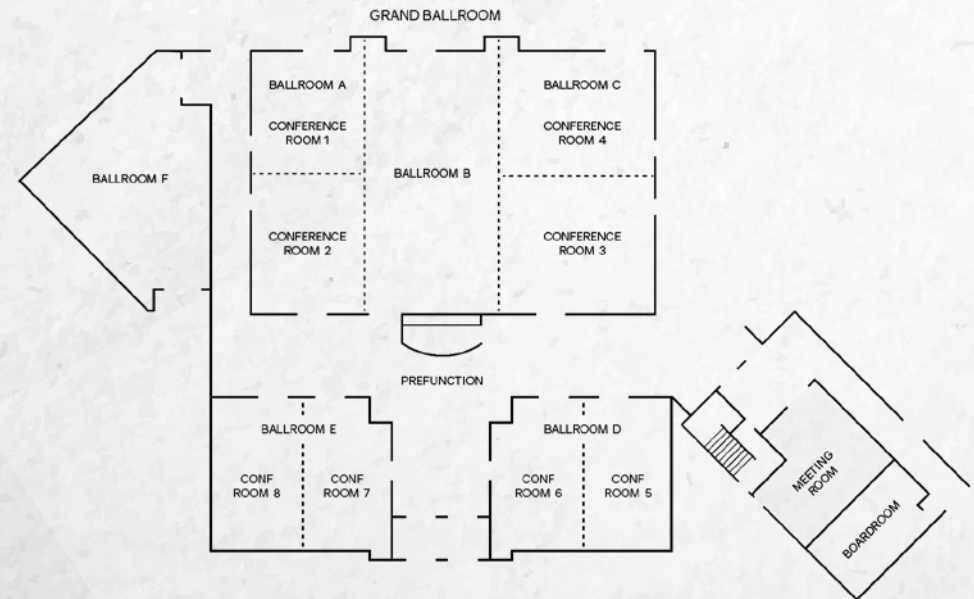 GRAND BALLROOM
BALLROOM A
CONFERENCE
ROOM 1
BALLROOM C
CONFERENCE
ROOM 4
BALLROOM F
BALLROOM B
CONFERENCE
ROOM 2
CONFERENCE
ROOM 3
PREFUNCTION
BALLROOM E
CONF
ROOM 8
CONF
ROOM 7
BALLROOM D
CONF
ROOM 6
CONF
ROOM 5
MEETING
ROOM
BOARDROOM